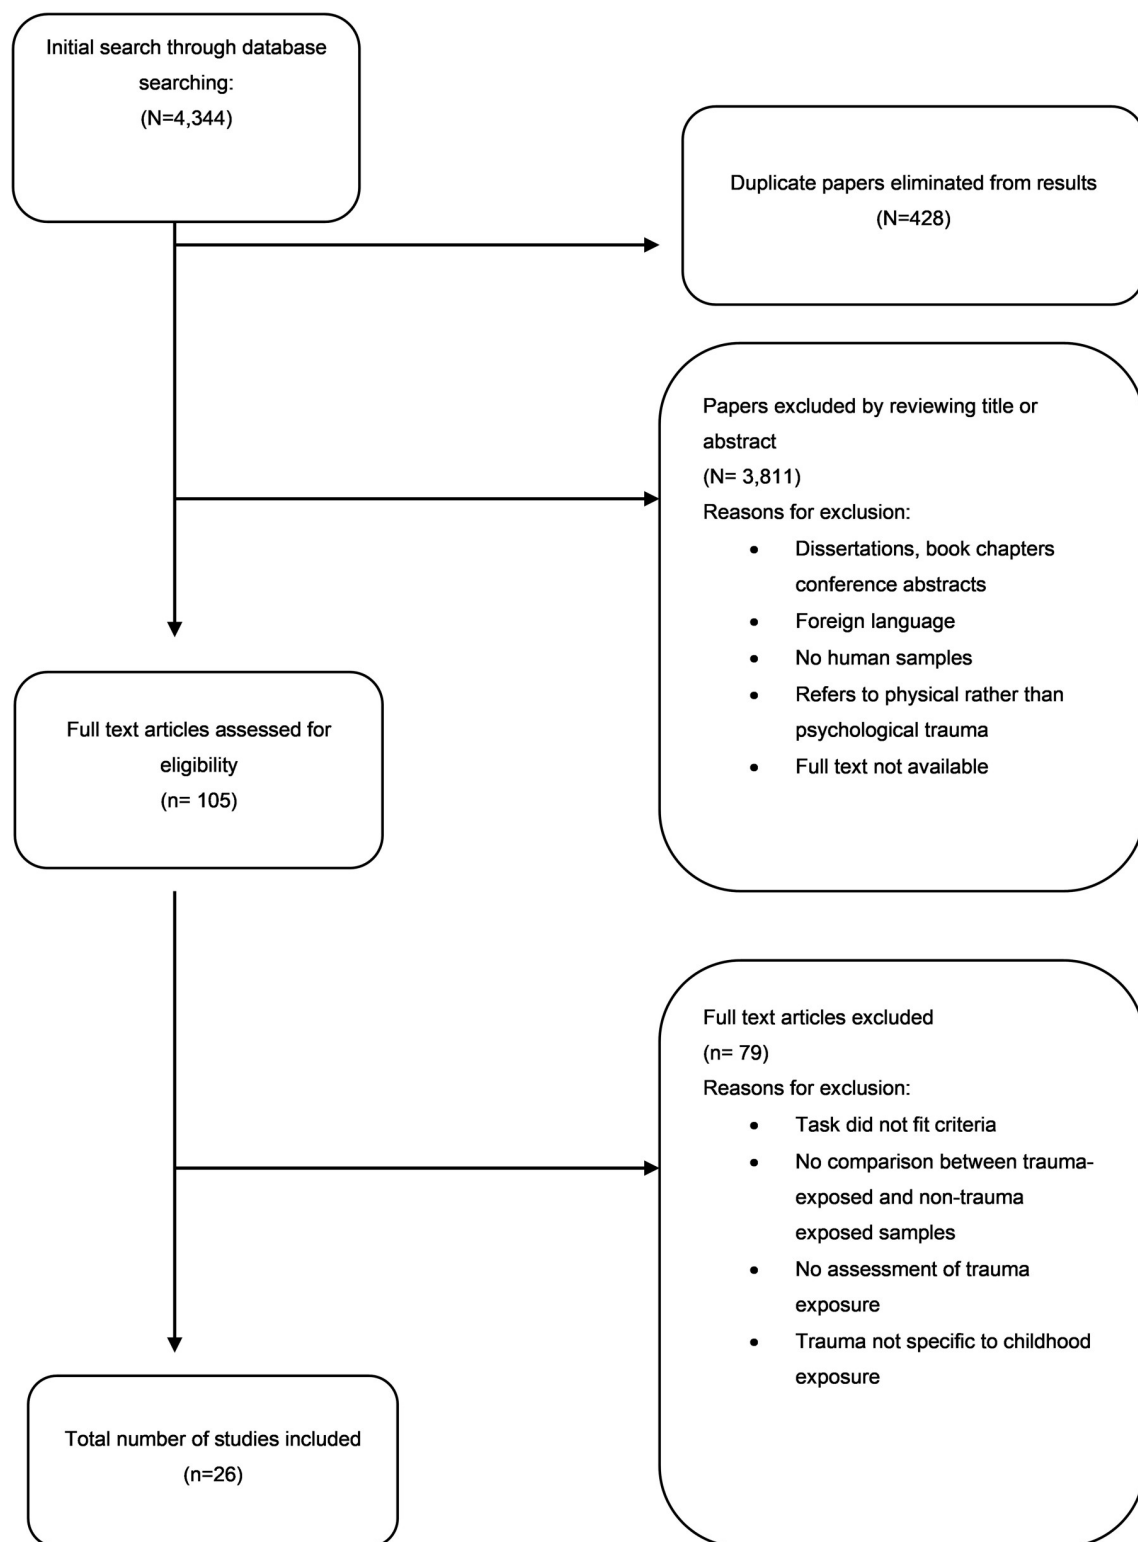 Initial search through database
searching:
(N=4,344)
Duplicate papers eliminated from results
(N=428)
Papers excluded by reviewing title or
abstract
(N= 3,811)
Reasons for exclusion:
• Dissertations, book chapters
conference abstracts
• Foreign language
• No human samples
• Refers to physical rather than
psychological trauma
• Full text not available
Full text articles assessed for
eligibility
(n= 105)
Full text articles excluded
(n= 79)
Reasons for exclusion:
• Task did not fit criteria
• No comparison between trauma-
exposed and non-trauma
exposed samples
• No assessment of trauma
exposure
• Trauma not specific to childhood
exposure
Total number of studies included
(n=26)